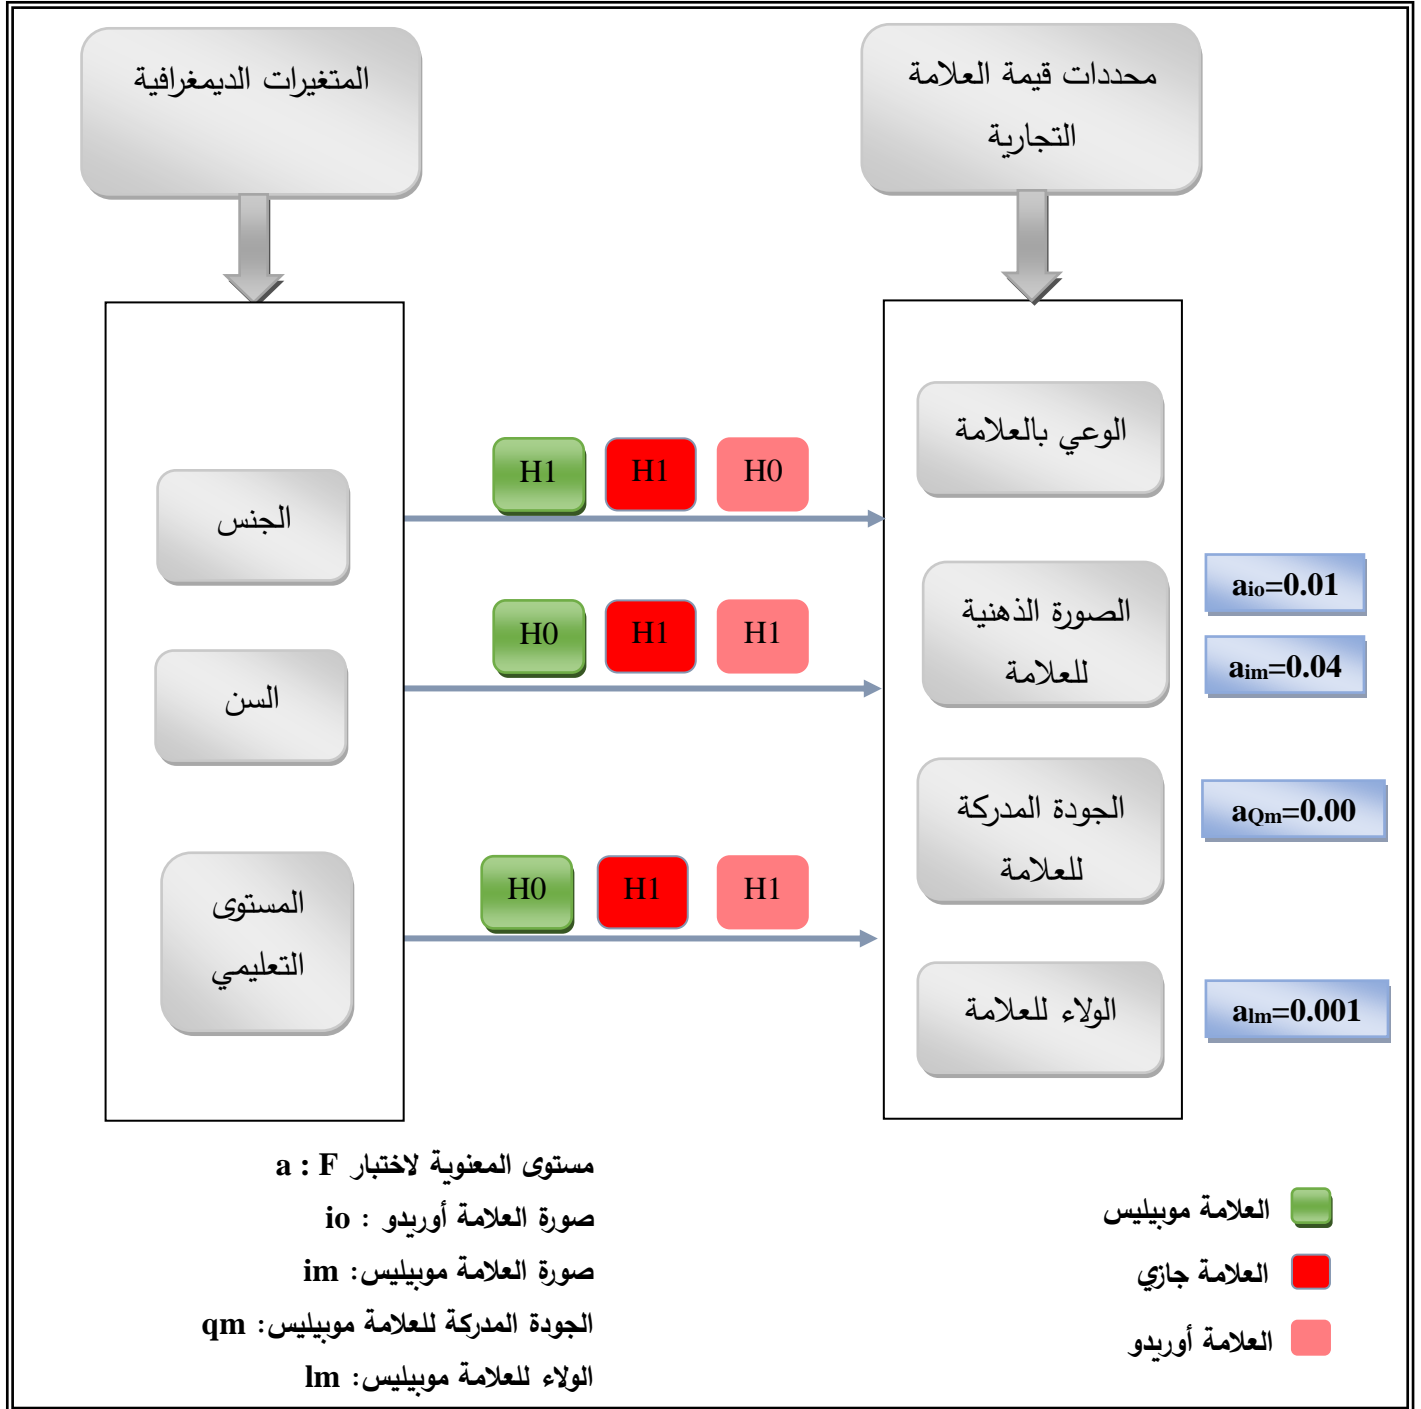 المتغيرات الديمغرافية
محددات قيمة العلامة
التجارية
الجنس
السن
المستوى
التعليمي
H1 H1 H0
H0 H1 H1
H0 H1 H1
الوعي بالعلامة
الصورة الذهنية
للعلامة
الجودة المدركة
للعلامة
الولاء للعلامة
aio=0.01
aim=0.04
aQm=0.00
alm=0.001
مستوى المعنوية لاختبار a : F
صورة العلامة أوريدو : io
صورة العلامة موبيليس: im
الجودة المدركة للعلامة موبيليس: qm
الولاء للعلامة موبيليس: lm
العلامة موبيليس
العلامة جازي
العلامة أوريدو